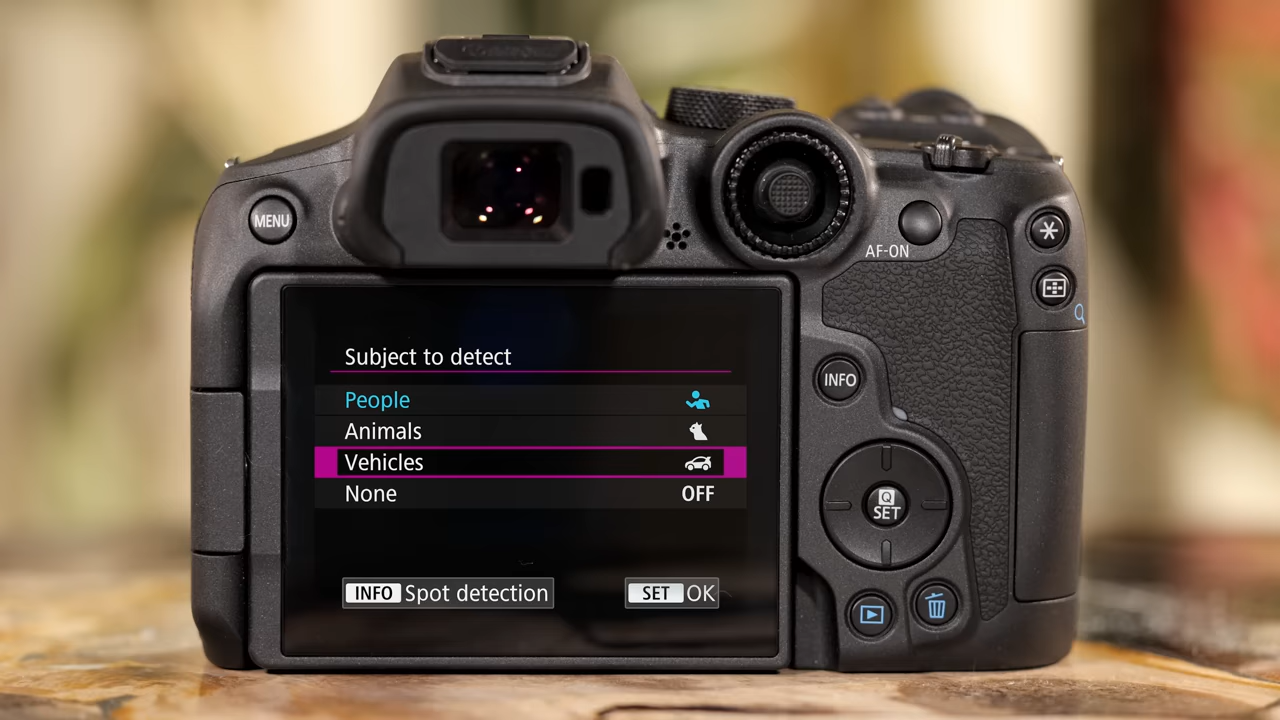 MENU
AF-ON
Subject to detect
People
Animals
Vehicles
None OFF
INFO Spot detection SET OK
INFO
Q
SET